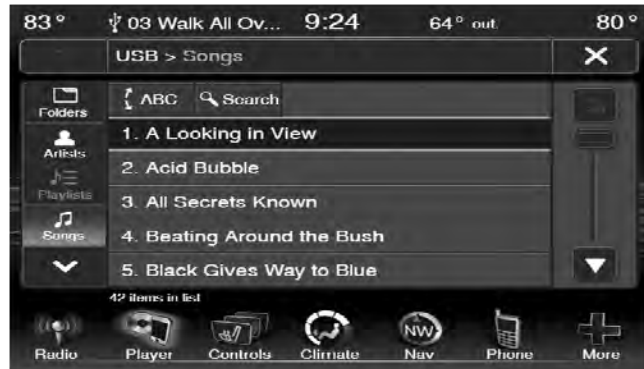 83° 03 Walk All Ov... 9:24 64° out 80°
USB > Songs
Folders
ABC Search
Artists
1. A Looking in View
2. Acid Bubble
Playlists
3. All Secrets Known
Songs
4. Beating Around the Bush
5. Black Gives Way to Blue
42 items in list
NW
Radio Player Controls Climate Nav Phone More